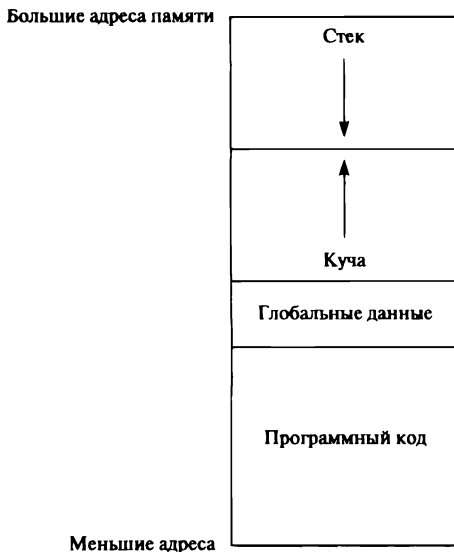 Большие адреса памяти
Стек
Куча
Глобальные данные
Программный код
Меньшие адреса